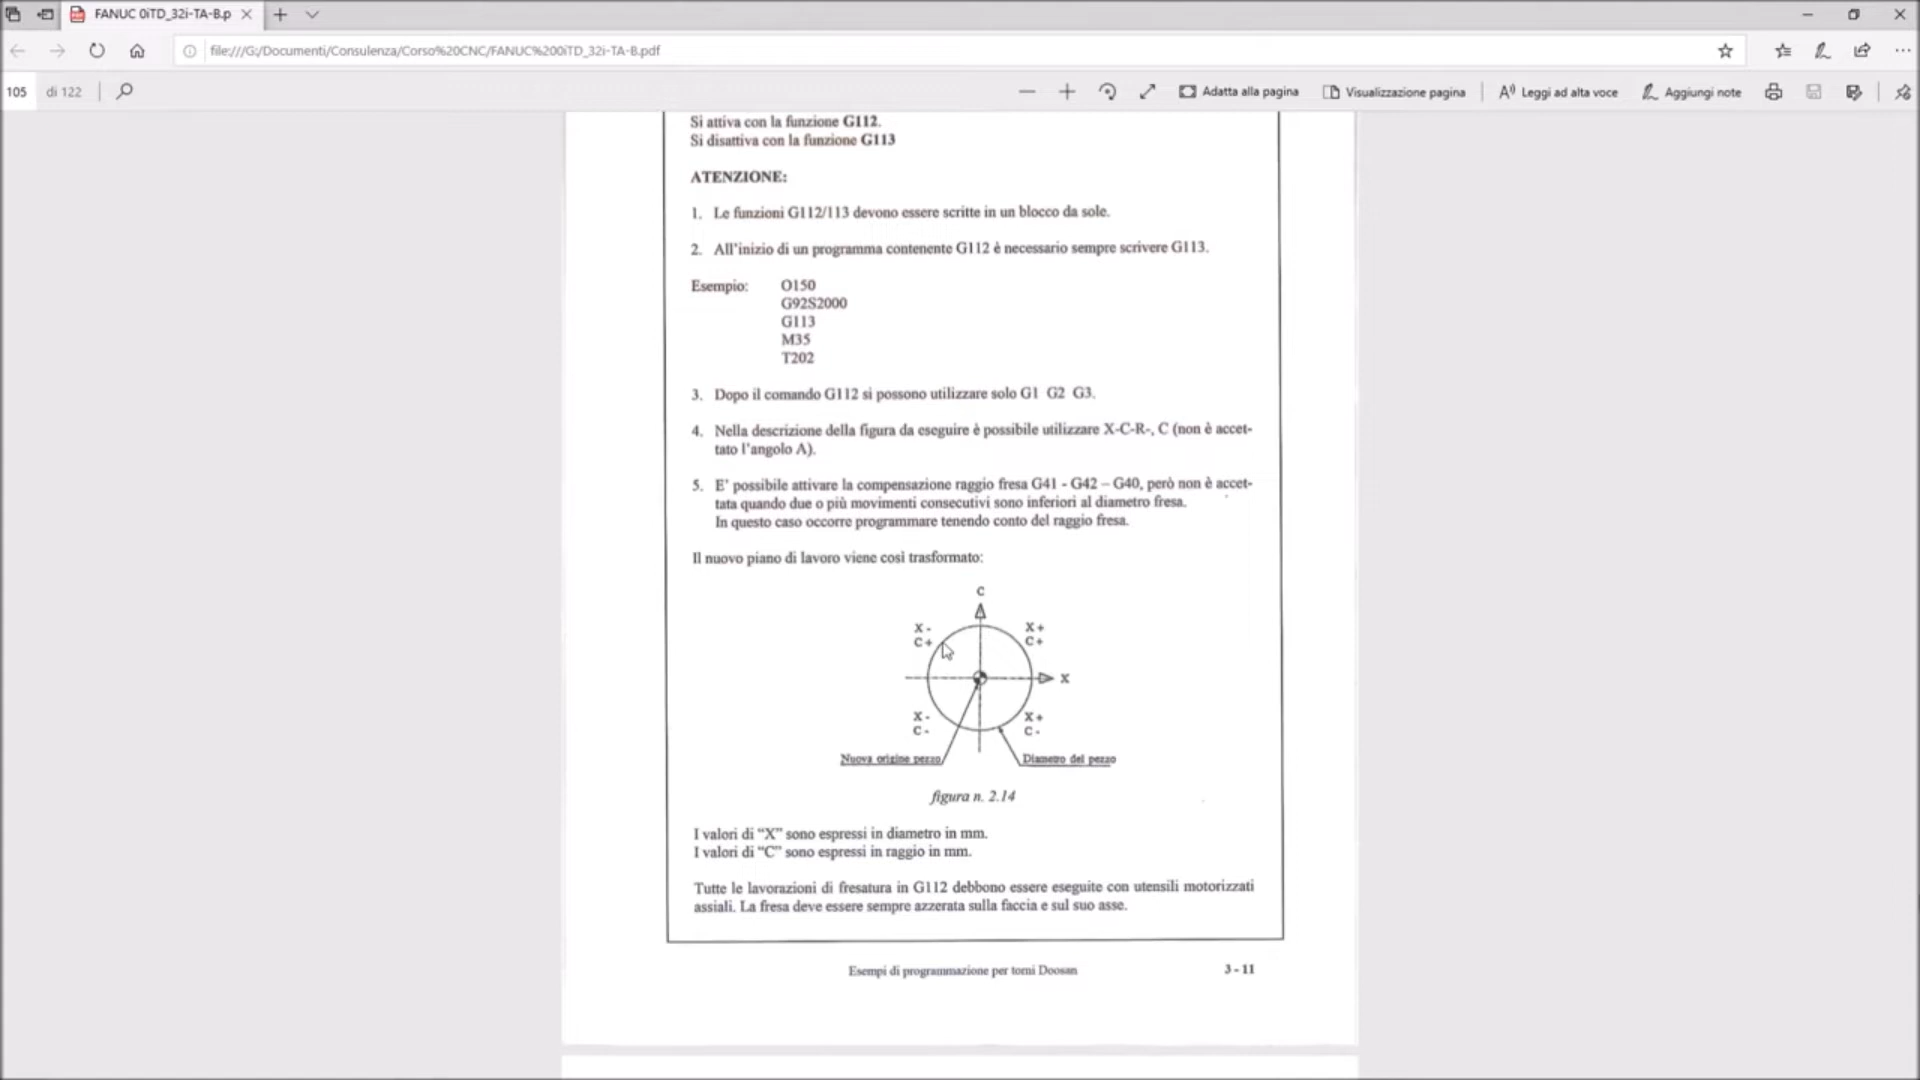 FANUC 0iTD_32i-TA-B.p
file:///G:/Documenti/Consulenza/Corso%20CNC/FANUC%200iTD_32i-TA-B.pdf
105 di 122 Adatta alla pagina Visualizzazione pagina Leggi ad alta voce Aggiungi note
Si attiva con la funzione G112.
Si disattiva con la funzione G113
ATENZIONE:
1. Le funzioni G112/113 devono essere scritte in un blocco da sole.
2. All'inizio di un programma contenente G112 è necessario sempre scrivere G113.
Esempio: O150
G92S2000
G113
M35
T202
3. Dopo il comando G112 si possono utilizzare solo G1 G2 G3.
4. Nella descrizione della figura da eseguire è possibile utilizzare X-C-R-, C (non è accet-
tato l'angolo A).
5. E' possibile attivare la compensazione raggio fresa G41 - G42 – G40, però non è accet-
tata quando due o più movimenti consecutivi sono inferiori al diametro fresa.
In questo caso occorre programmare tenendo conto del raggio fresa.
Il nuovo piano di lavoro viene così trasformato:
C
X- X+
C+ C+
X
X- X+
C- C-
Nuova origine pezzo Diametro del pezzo
figura n. 2.14
I valori di “X” sono espressi in diametro in mm.
I valori di “C” sono espressi in raggio in mm.
Tutte le lavorazioni di fresatura in G112 debbono essere eseguite con utensili motorizzati
assiali. La fresa deve essere sempre azzerata sulla faccia e sul suo asse.
Esempi di programmazione per torni Doosan 3 - 11